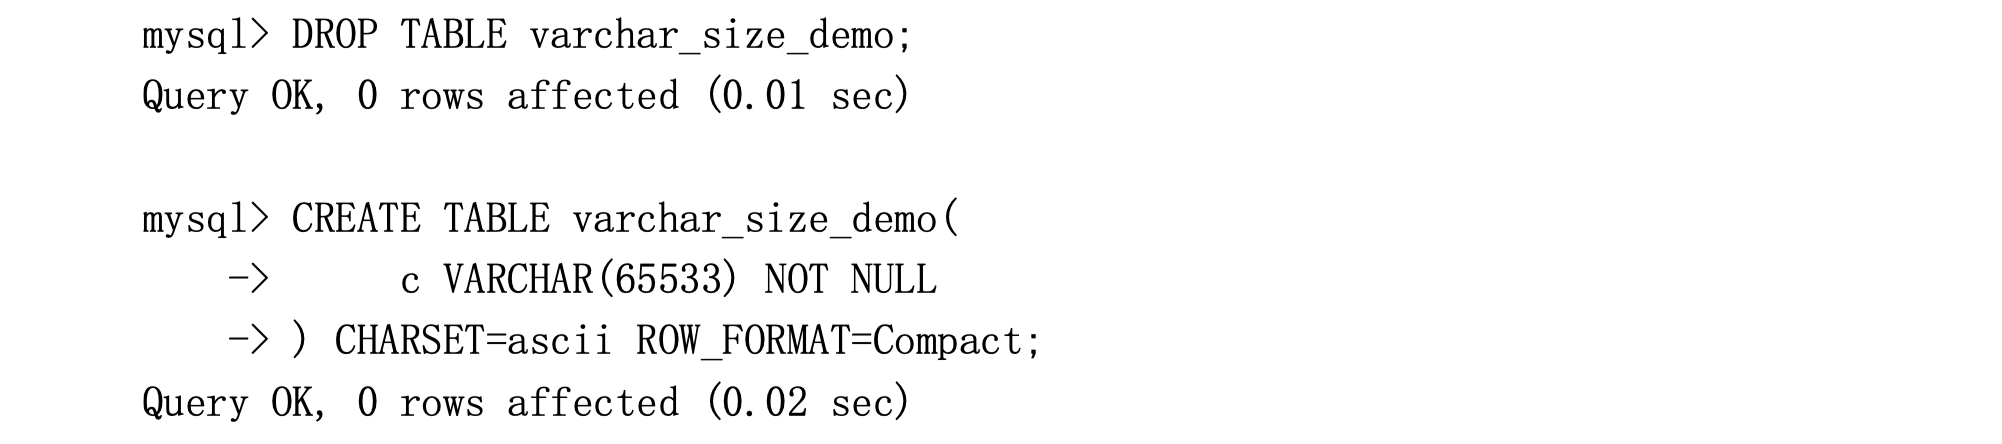 mysql> DROP TABLE varchar_size_demo;
Query OK, 0 rows affected (0.01 sec)
mysql> CREATE TABLE varchar_size_demo(
    ->      c VARCHAR(65533) NOT NULL
    -> ) CHARSET=ascii ROW_FORMAT=Compact;
Query OK, 0 rows affected (0.02 sec)